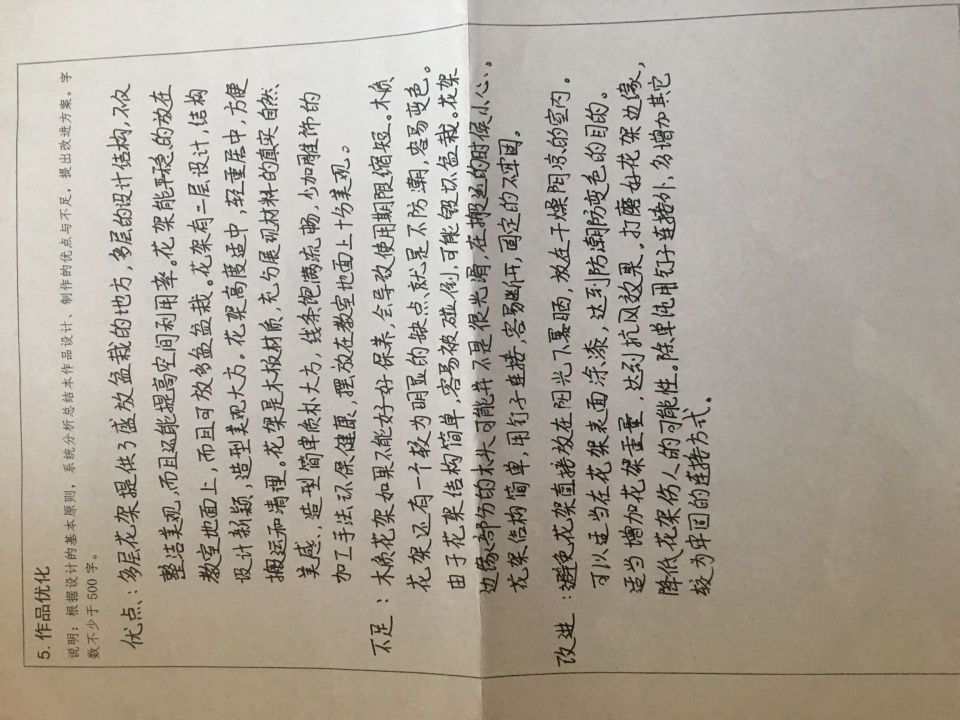 5. 作品优化
说明：根据设计的基本原则，系统分析总结本作品设计、制作的优点与不足，提出改进方案。字
数不少于 500 字。
优点：多层花架提供了盛放盆栽的地方，多层的设计结构，不仅
整洁美观，而且还能提高空间利用率。花架能平稳的放在
教室地面上，而且可放多盆盆栽。花架有二层设计，结构
设计新颖，造型美观大方。花架高度适中，轻重居中，方便
搬运和清理。花架是木板材质，充分展现材料的真实自然
美感，造型简单质朴大方，线条饱满流畅，少加雕饰的
加工手法环保健康，摆放在教室地面上十分美观。
不足：木质花架如果不能好好保养，会导致使用期限缩短。木质
花架还有一个较为明显的缺点就是不防潮，容易变色。
由于花架结构简单，容易被碰倒，可能毁坏盆栽。花架
边缘部份的木头可能并不是很光滑，在搬运的时候小心、
花架结构简单，用钉子连接，容易断开，固定的不牢固。
改进：避免花架直接放在阳光下暴晒，放在干燥阴凉的室内。
可以适当在花架表面涂漆，达到防潮防变色的目的。
适当增加花架重量，达到抗风效果，打磨好花架边缘，
降低花架伤人的可能性。除单纯用钉子连接外，多增加其它
较为牢固的连接方式。